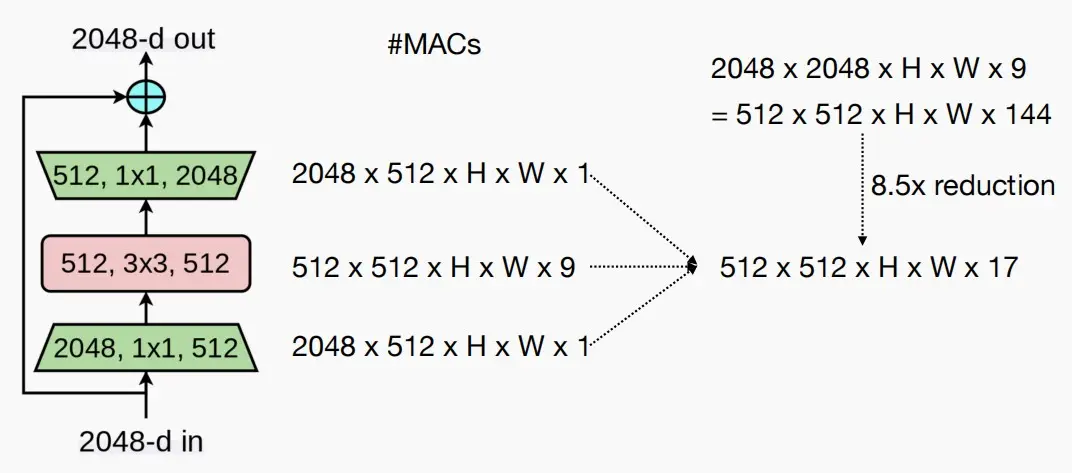 2048-d out
#MACs
2048 x 2048 x H x W x 9
= 512 x 512 x H x W x 144
512, 1x1, 2048
2048 x 512 x H x W x 1
8.5x reduction
512, 3x3, 512
512 x 512 x H x W x 9
512 x 512 x H x W x 17
2048, 1x1, 512
2048 x 512 x H x W x 1
2048-d in